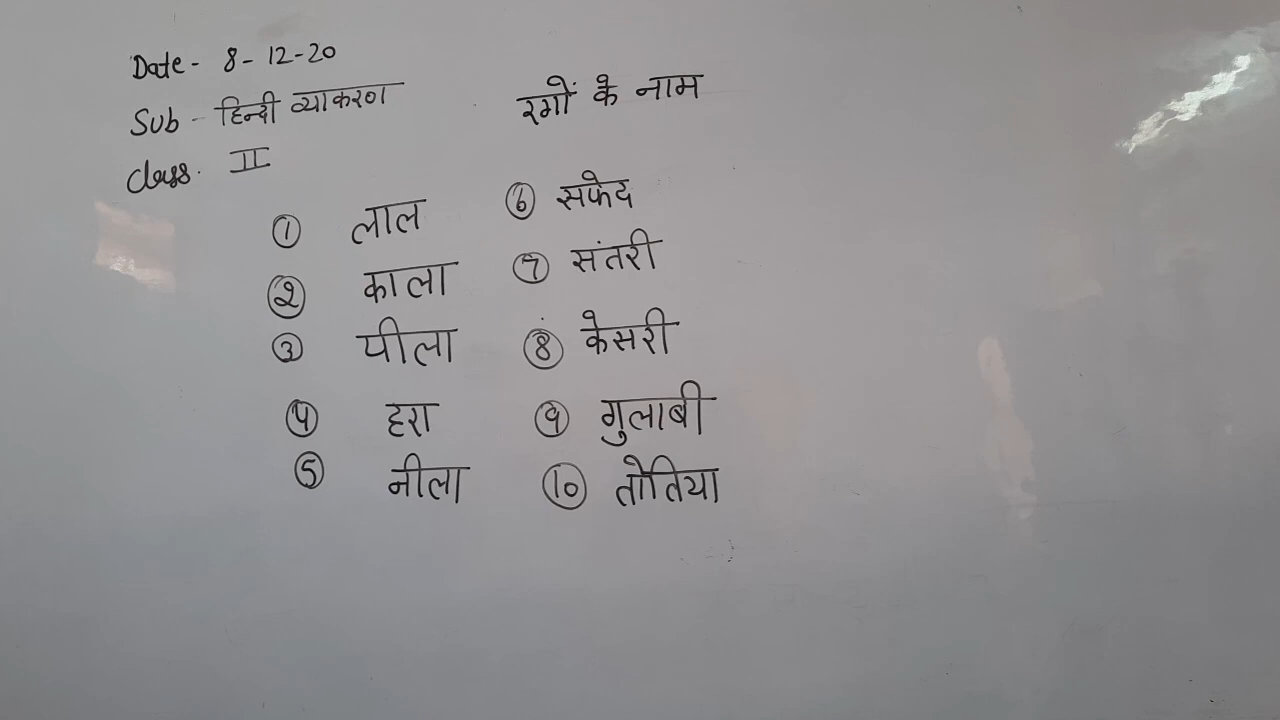 Date - 8-12-20
Sub - हिन्दी व्याकरण
Class. II
रगों के नाम
① लाल
② काला
③ पीला
④ हरा
⑤ नीला
⑥ सफेद
⑦ संतरी
⑧ केसरी
⑨ गुलाबी
⑩ तोतिया